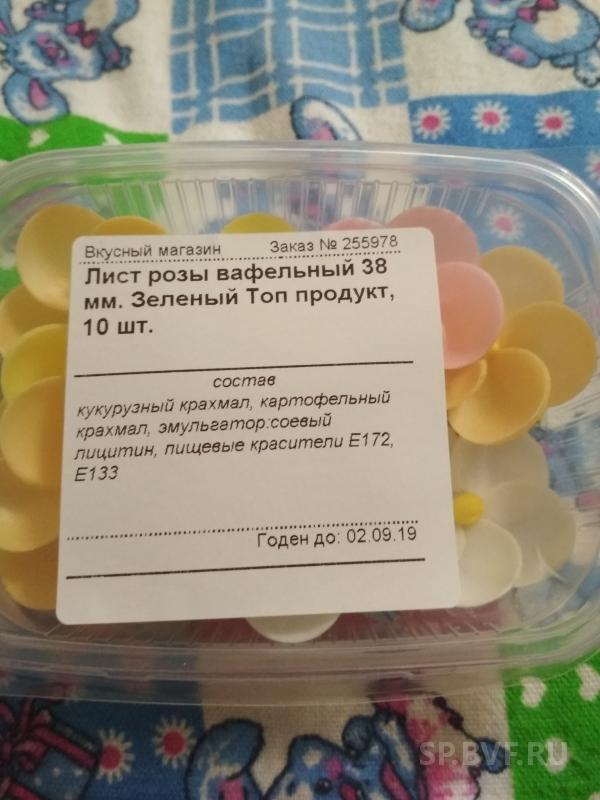 Вкусный магазин Заказ № 255978
Лист розы вафельный 38
мм. Зеленый Топ продукт,
10 шт.
состав
кукурузный крахмал, картофельный
крахмал, эмульгатор:соевый
лицитин, пищевые красители Е172,
Е133
Годен до: 02.09.19
SP.BVF.RU